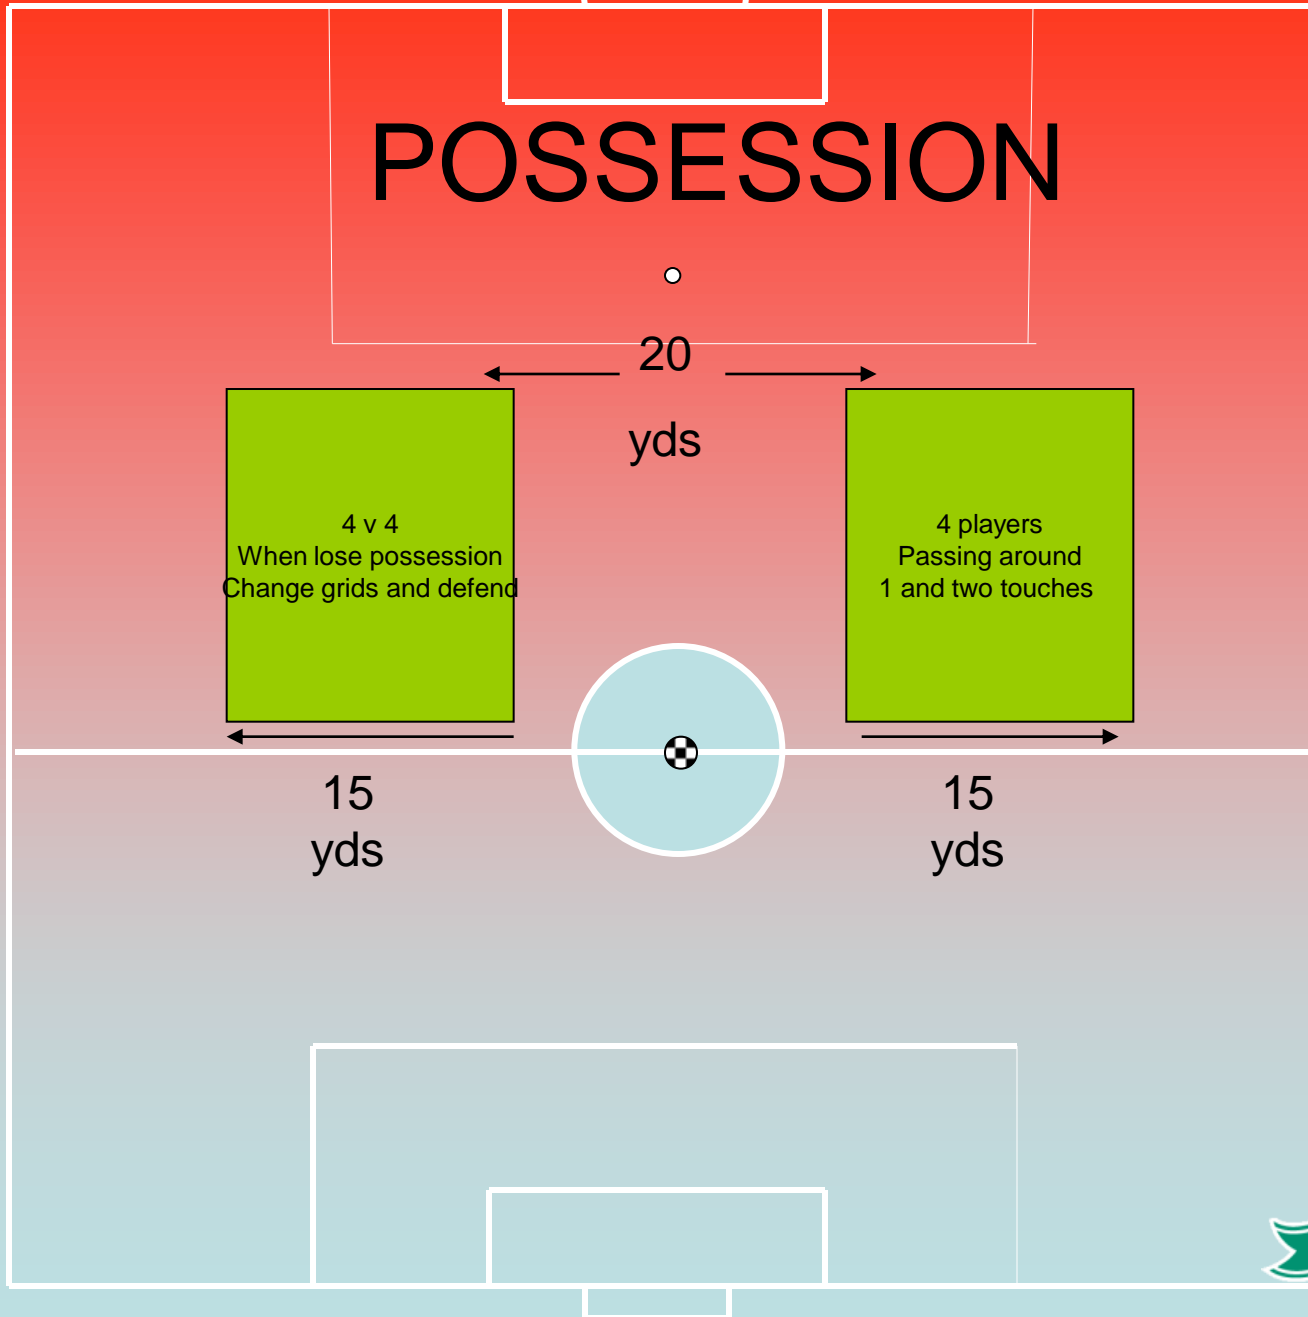 POSSESSION
20
yds
4 v 4
When lose possession
Change grids and defend
4 players
Passing around
1 and two touches
15
yds
15
yds